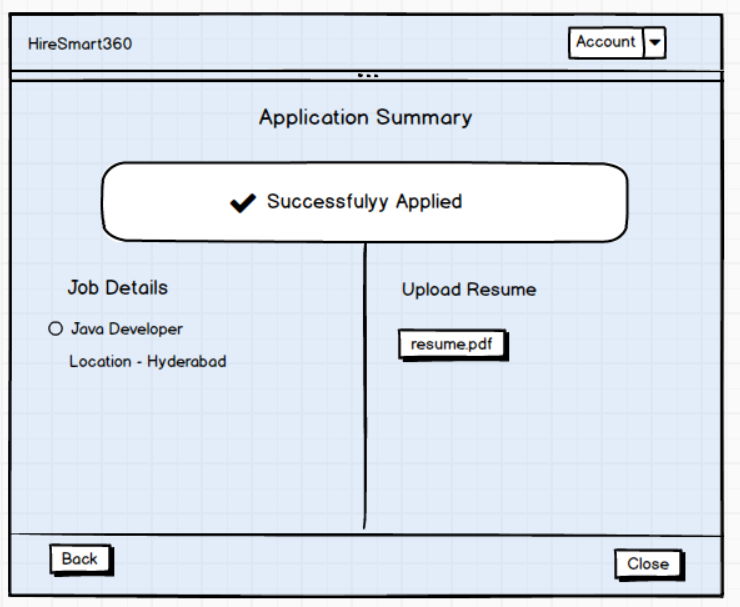 HireSmart360
Account
Application Summary
Successfulyy Applied
Job Details
Java Developer
Location - Hyderabad
Upload Resume
resume.pdf
Back
Close